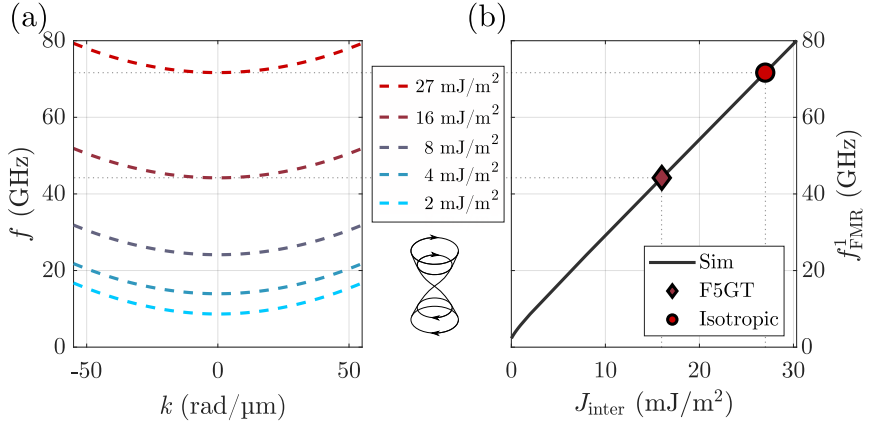 (a)
80
60
40
20
0
f (GHz)
-50
0
50
k (rad/µm)
27 mJ/m²
16 mJ/m²
8 mJ/m²
4 mJ/m²
2 mJ/m²
(b)
80
60
40
20
0
f¹FMR (GHz)
Sim
F5GT
Isotropic
0
10
20
30
Jinter (mJ/m²)